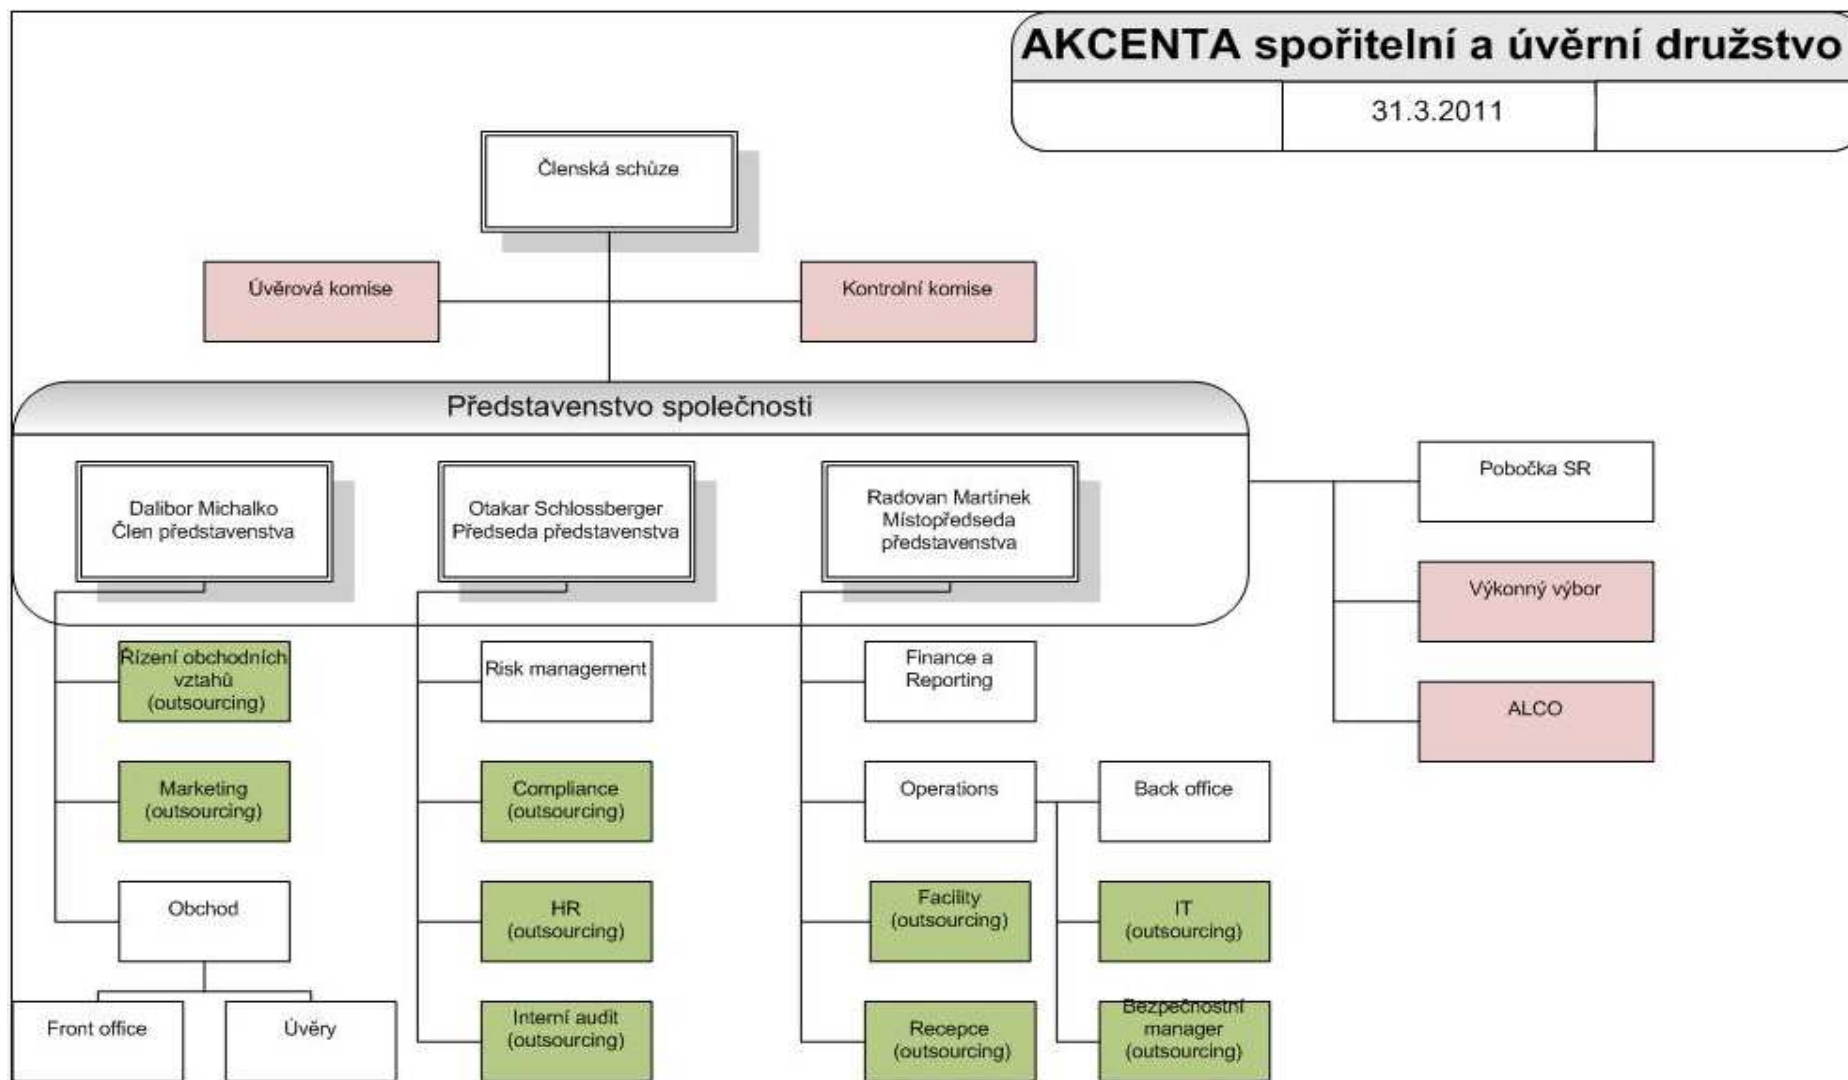 AKCENTA spořitelní a úvěrní družstvo
31.3.2011
Členská schůze
Úvěrová komise
Kontrolní komise
Představenstvo společnosti
Dalibor Michalko
Člen představenstva
Otakar Schlossberger
Předseda představenstva
Radovan Martínek
Místopředseda
představenstva
Pobočka SR
Výkonný výbor
ALCO
Řízení obchodních
vztahů
(outsourcing)
Risk management
Finance a
Reporting
Marketing
(outsourcing)
Compliance
(outsourcing)
Operations
Back office
Obchod
HR
(outsourcing)
Facility
(outsourcing)
IT
(outsourcing)
Front office
Úvěry
Interní audit
(outsourcing)
Recepce
(outsourcing)
Bezpečnostní
manager
(outsourcing)